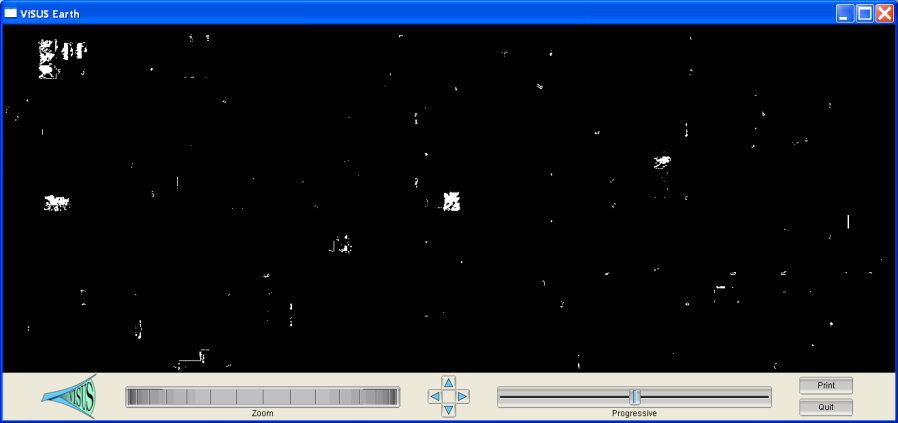 ViSUS Earth
ViSUS
Zoom
Progressive
Print
Quit